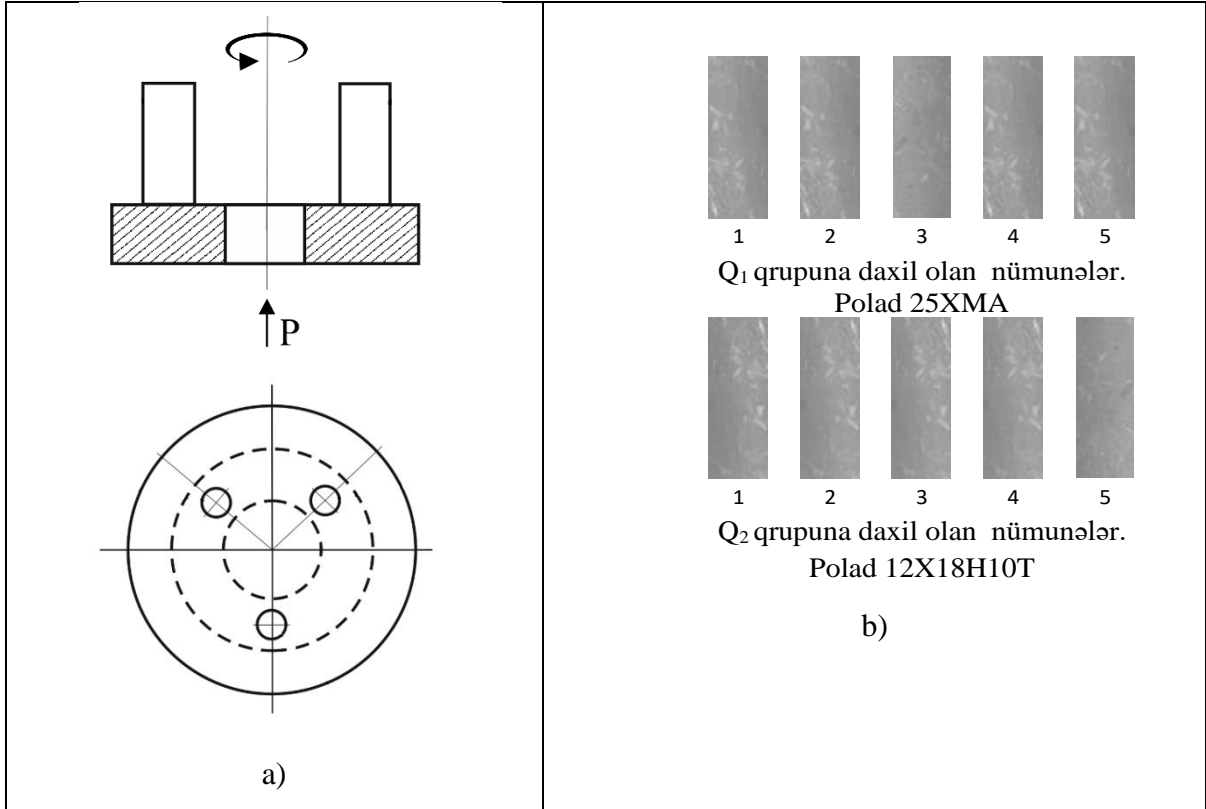 P
a)
1 2 3 4 5
Q₁ qrupuna daxil olan nümunələr.
Polad 25XMA
1 2 3 4 5
Q₂ qrupuna daxil olan nümunələr.
Polad 12X18H10T
b)